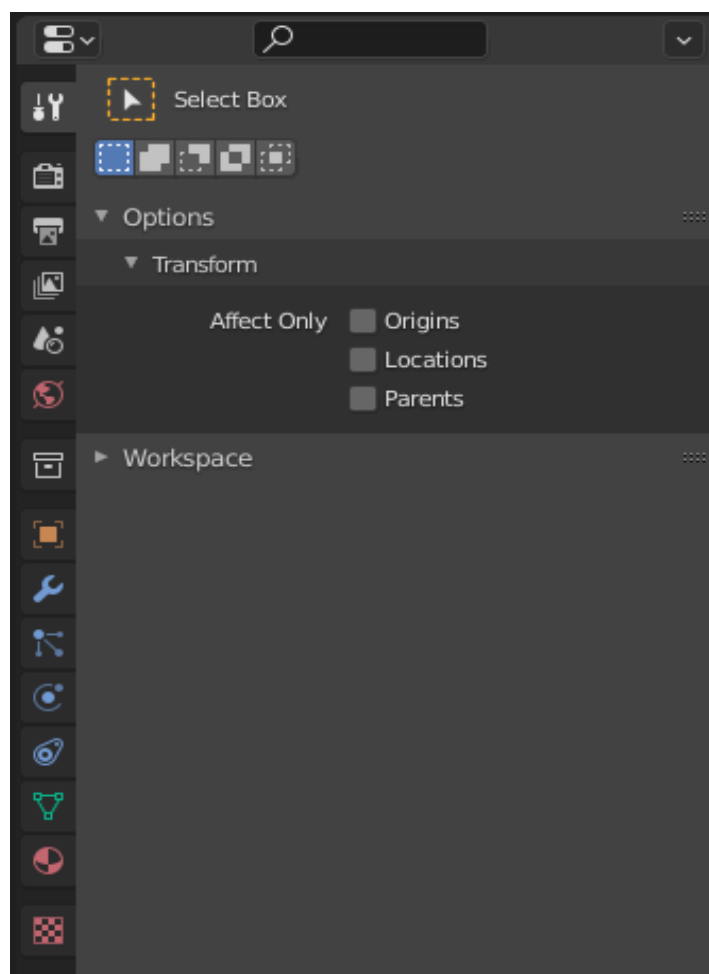 Select Box
Options
Transform
Affect Only Origins
Locations
Parents
Workspace